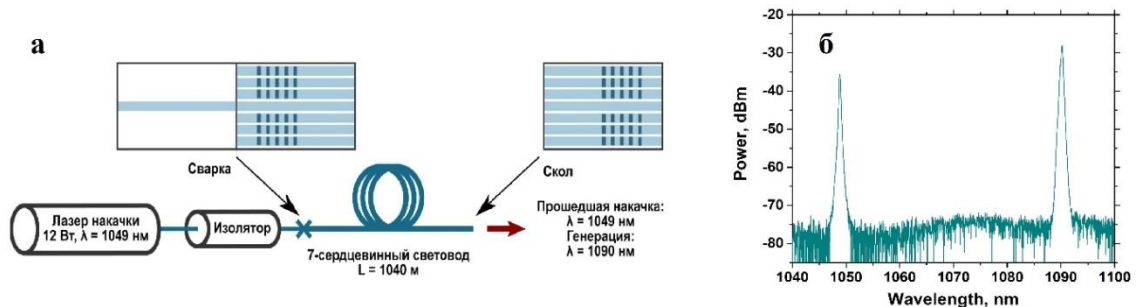 а
Сварка
Скол
Лазер накачки
12 Вт, λ = 1049 нм
Изолятор
7-сердцевинный световод
L = 1040 м
Прошедшая накачка:
λ = 1049 нм
Генерация:
λ = 1090 нм
б
Power, dBm
-20
-30
-40
-50
-60
-70
-80
1040 1050 1060 1070 1080 1090 1100
Wavelength, nm